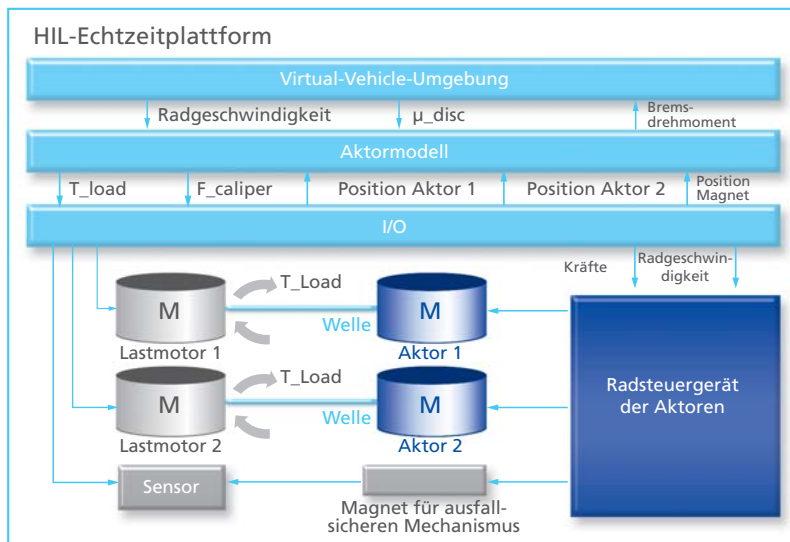 HIL-Echtzeitplattform
Virtual-Vehicle-Umgebung
Radgeschwindigkeit
µ_disc
Brems-
drehmoment
Aktormodell
T_load
F_caliper
Position Aktor 1
Position Aktor 2
Position
Magnet
I/O
Kräfte
Radgeschwin-
digkeit
M
T_Load
Welle
M
Lastmotor 1
Aktor 1
M
T_Load
Welle
M
Lastmotor 2
Aktor 2
Radsteuergerät
der Aktoren
Sensor
Magnet für ausfall-
sicheren Mechanismus